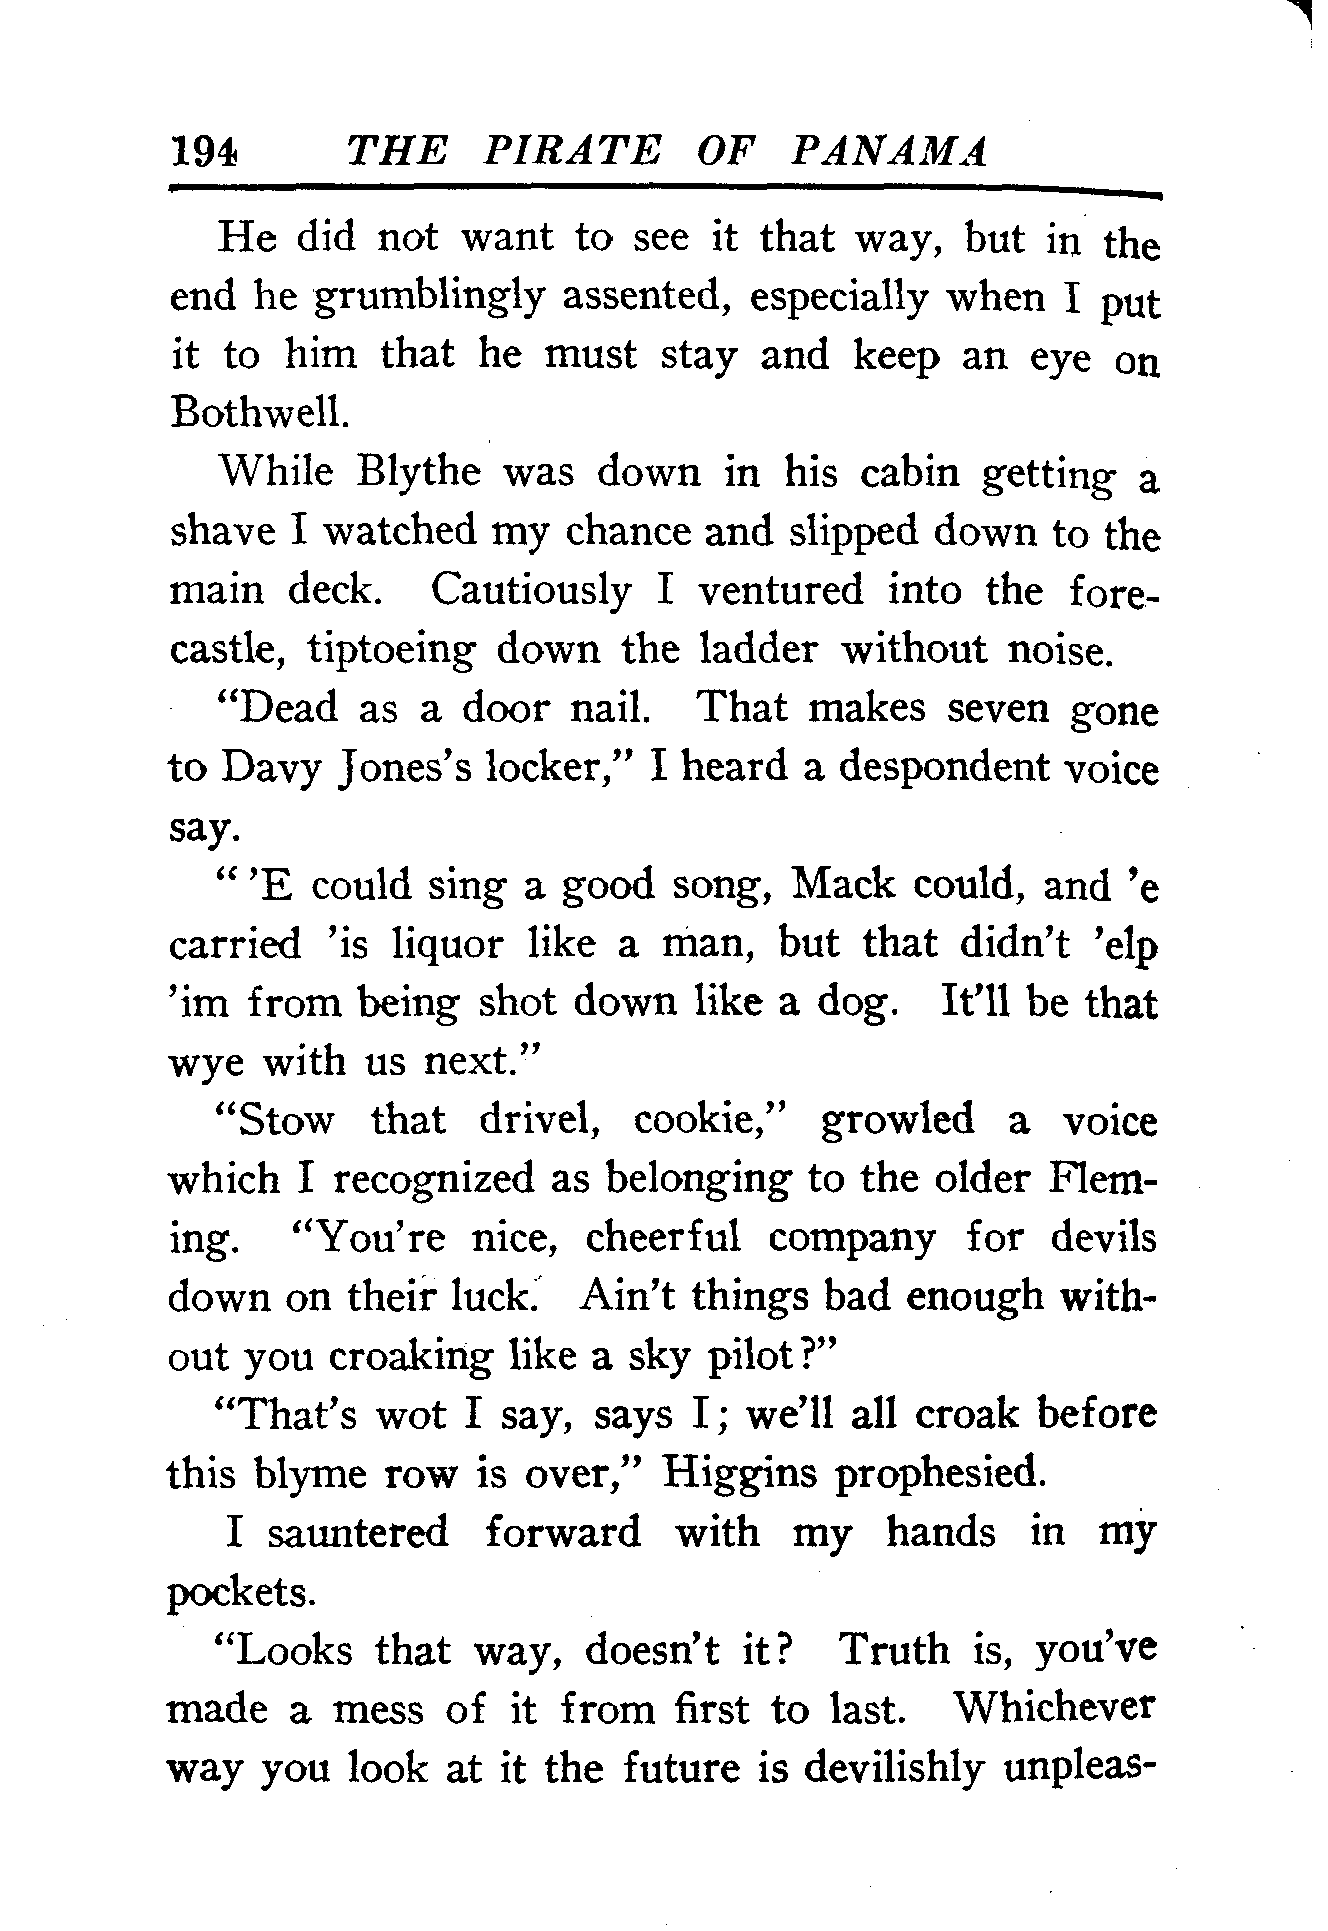 194 THE PIRATE OF PANAMA
He did not want to see it that way, but in the
end he grumblingly assented, especially when I put
it to him that he must stay and keep an eye on
Bothwell.
While Blythe was down in his cabin getting a
shave I watched my chance and slipped down to the
main deck. Cautiously I ventured into the fore-
castle, tiptoeing down the ladder without noise.
"Dead as a door nail. That makes seven gone
to Davy Jones's locker," I heard a despondent voice
say.
" 'E could sing a good song, Mack could, and 'e
carried 'is liquor like a man, but that didn't 'elp
'im from being shot down like a dog. It'll be that
wye with us next."
"Stow that drivel, cookie," growled a voice
which I recognized as belonging to the older Flem-
ing. "You're nice, cheerful company for devils
down on their luck. Ain't things bad enough with-
out you croaking like a sky pilot?"
"That's wot I say, says I; we'll all croak before
this blyme row is over," Higgins prophesied.
I sauntered forward with my hands in my
pockets.
"Looks that way, doesn't it? Truth is, you've
made a mess of it from first to last. Whichever
way you look at it the future is devilishly unpleas-